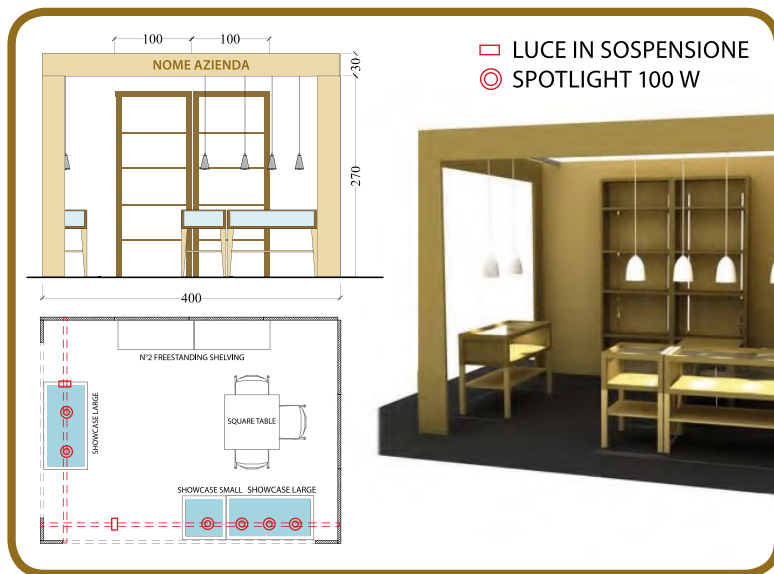 100
100
NOME AZIENDA
30
270
400
LUCE IN SOSPENSIONE
SPOTLIGHT 100 W
N°2 FREESTANDING SHELVING
SHOWCASE LARGE
SQUARE TABLE
SHOWCASE SMALL
SHOWCASE LARGE